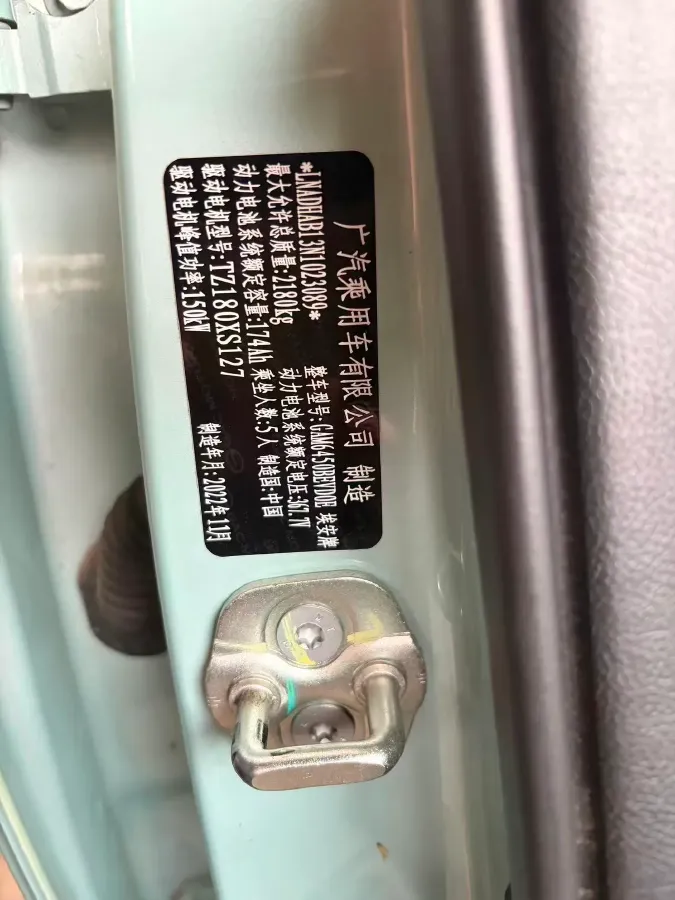 广汽乘用车有限公司 制造
*LNADHAB13N1023089* 整车型号:GAM6450BEVD0E 埃安牌
最大允许总质量:2180kg 动力电池系统额定电压:367.7V
动力电池系统额定容量:174Ah 乘坐人数:5人 制造国:中国
驱动电机型号:TZ180XS127
驱动电机峰值功率:150kW 制造年月:2022年11月